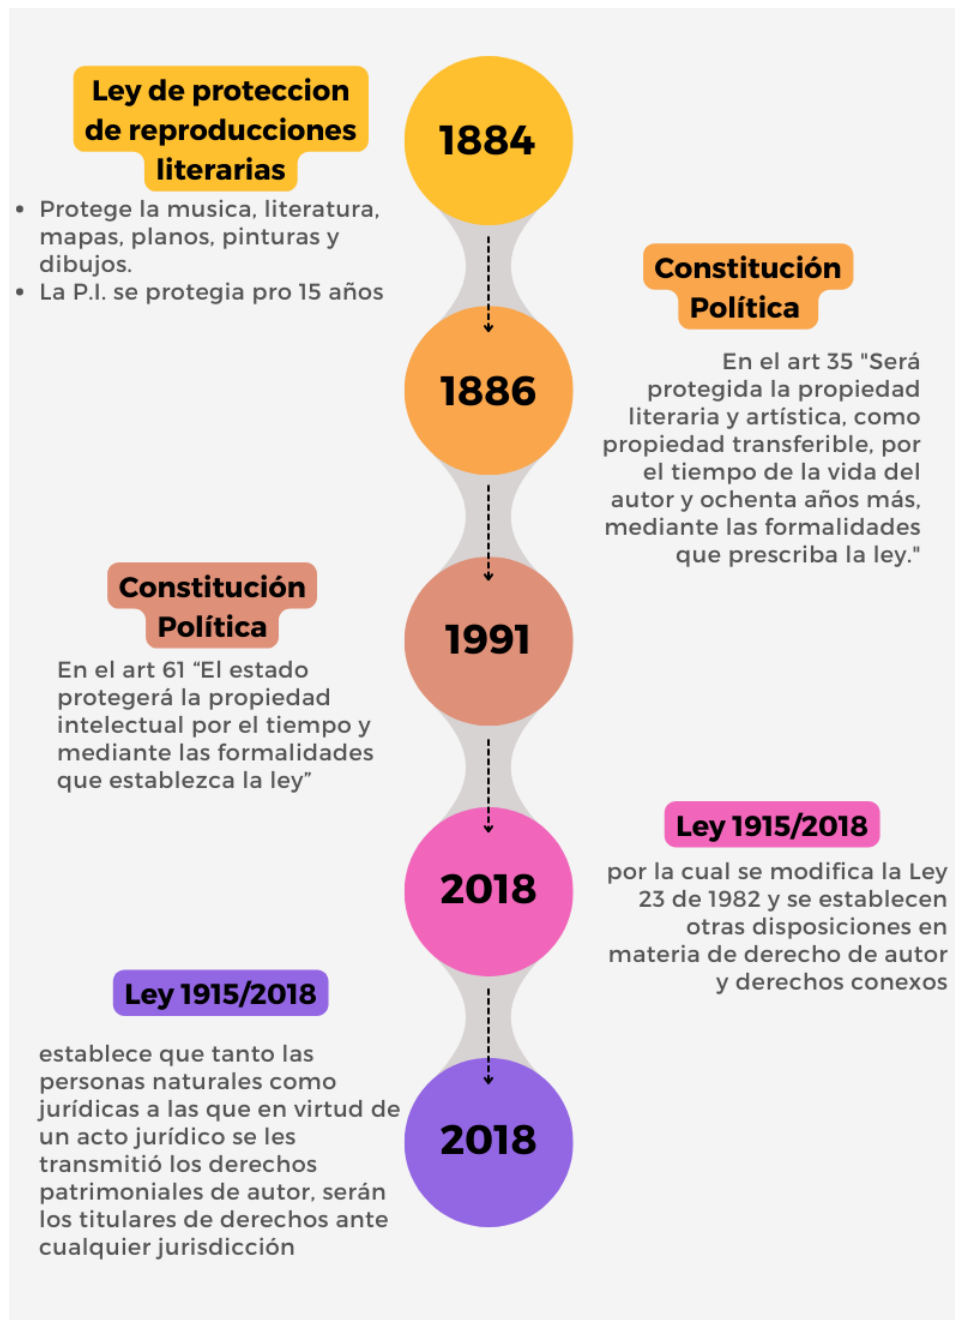 Ley de proteccion
de reproducciones
literarias
1884
• Protege la musica, literatura,
mapas, planos, pinturas y
dibujos.
• La P.I. se protegia pro 15 años
Constitución
Política
1886
En el art 35 "Será
protegida la propiedad
literaria y artística, como
propiedad transferible, por
el tiempo de la vida del
autor y ochenta años más,
mediante las formalidades
que prescriba la ley."
Constitución
Política
1991
En el art 61 “El estado
protegerá la propiedad
intelectual por el tiempo y
mediante las formalidades
que establezca la ley”
Ley 1915/2018
2018
por la cual se modifica la Ley
23 de 1982 y se establecen
otras disposiciones en
materia de derecho de autor
y derechos conexos
Ley 1915/2018
2018
establece que tanto las
personas naturales como
jurídicas a las que en virtud de
un acto jurídico se les
transmitió los derechos
patrimoniales de autor, serán
los titulares de derechos ante
cualquier jurisdicción